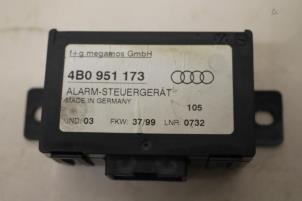 f+g megamos GmbH
4B0 951 173
ALARM-STEUERGERÄT
MADE IN GERMANY
105
IND: 03 FKW: 37/99 LNR: 0732